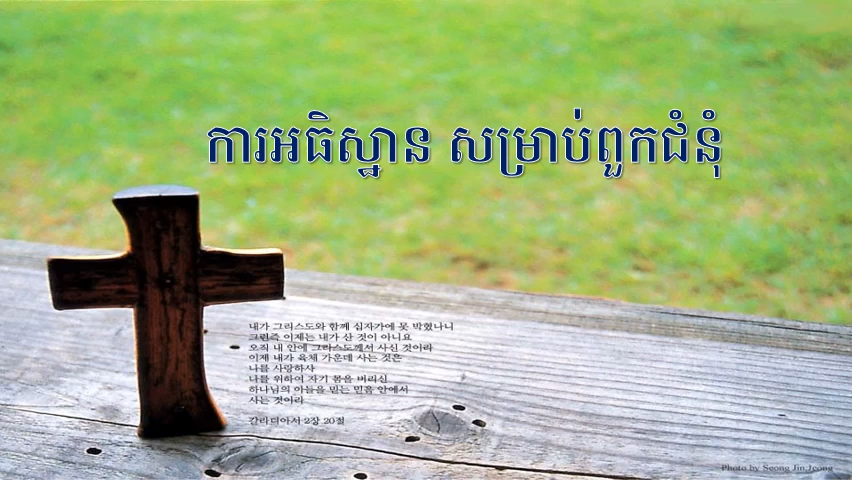 ការអធិស្ឋាន សម្រាប់ពួកជំនុំ
내가 그리스도와 함께 십자가에 못 박혔나니
그런즉 이제는 내가 산 것이 아니요
오직 내 안에 그리스도께서 사신 것이라
이제 내가 육체 가운데 사는 것은
나를 사랑하사
나를 위하여 자기 몸을 버리신
하나님의 아들을 믿는 믿음 안에서
사는 것이라
갈라디아서 2장 20절
Photo by Seong Jin,Jeong